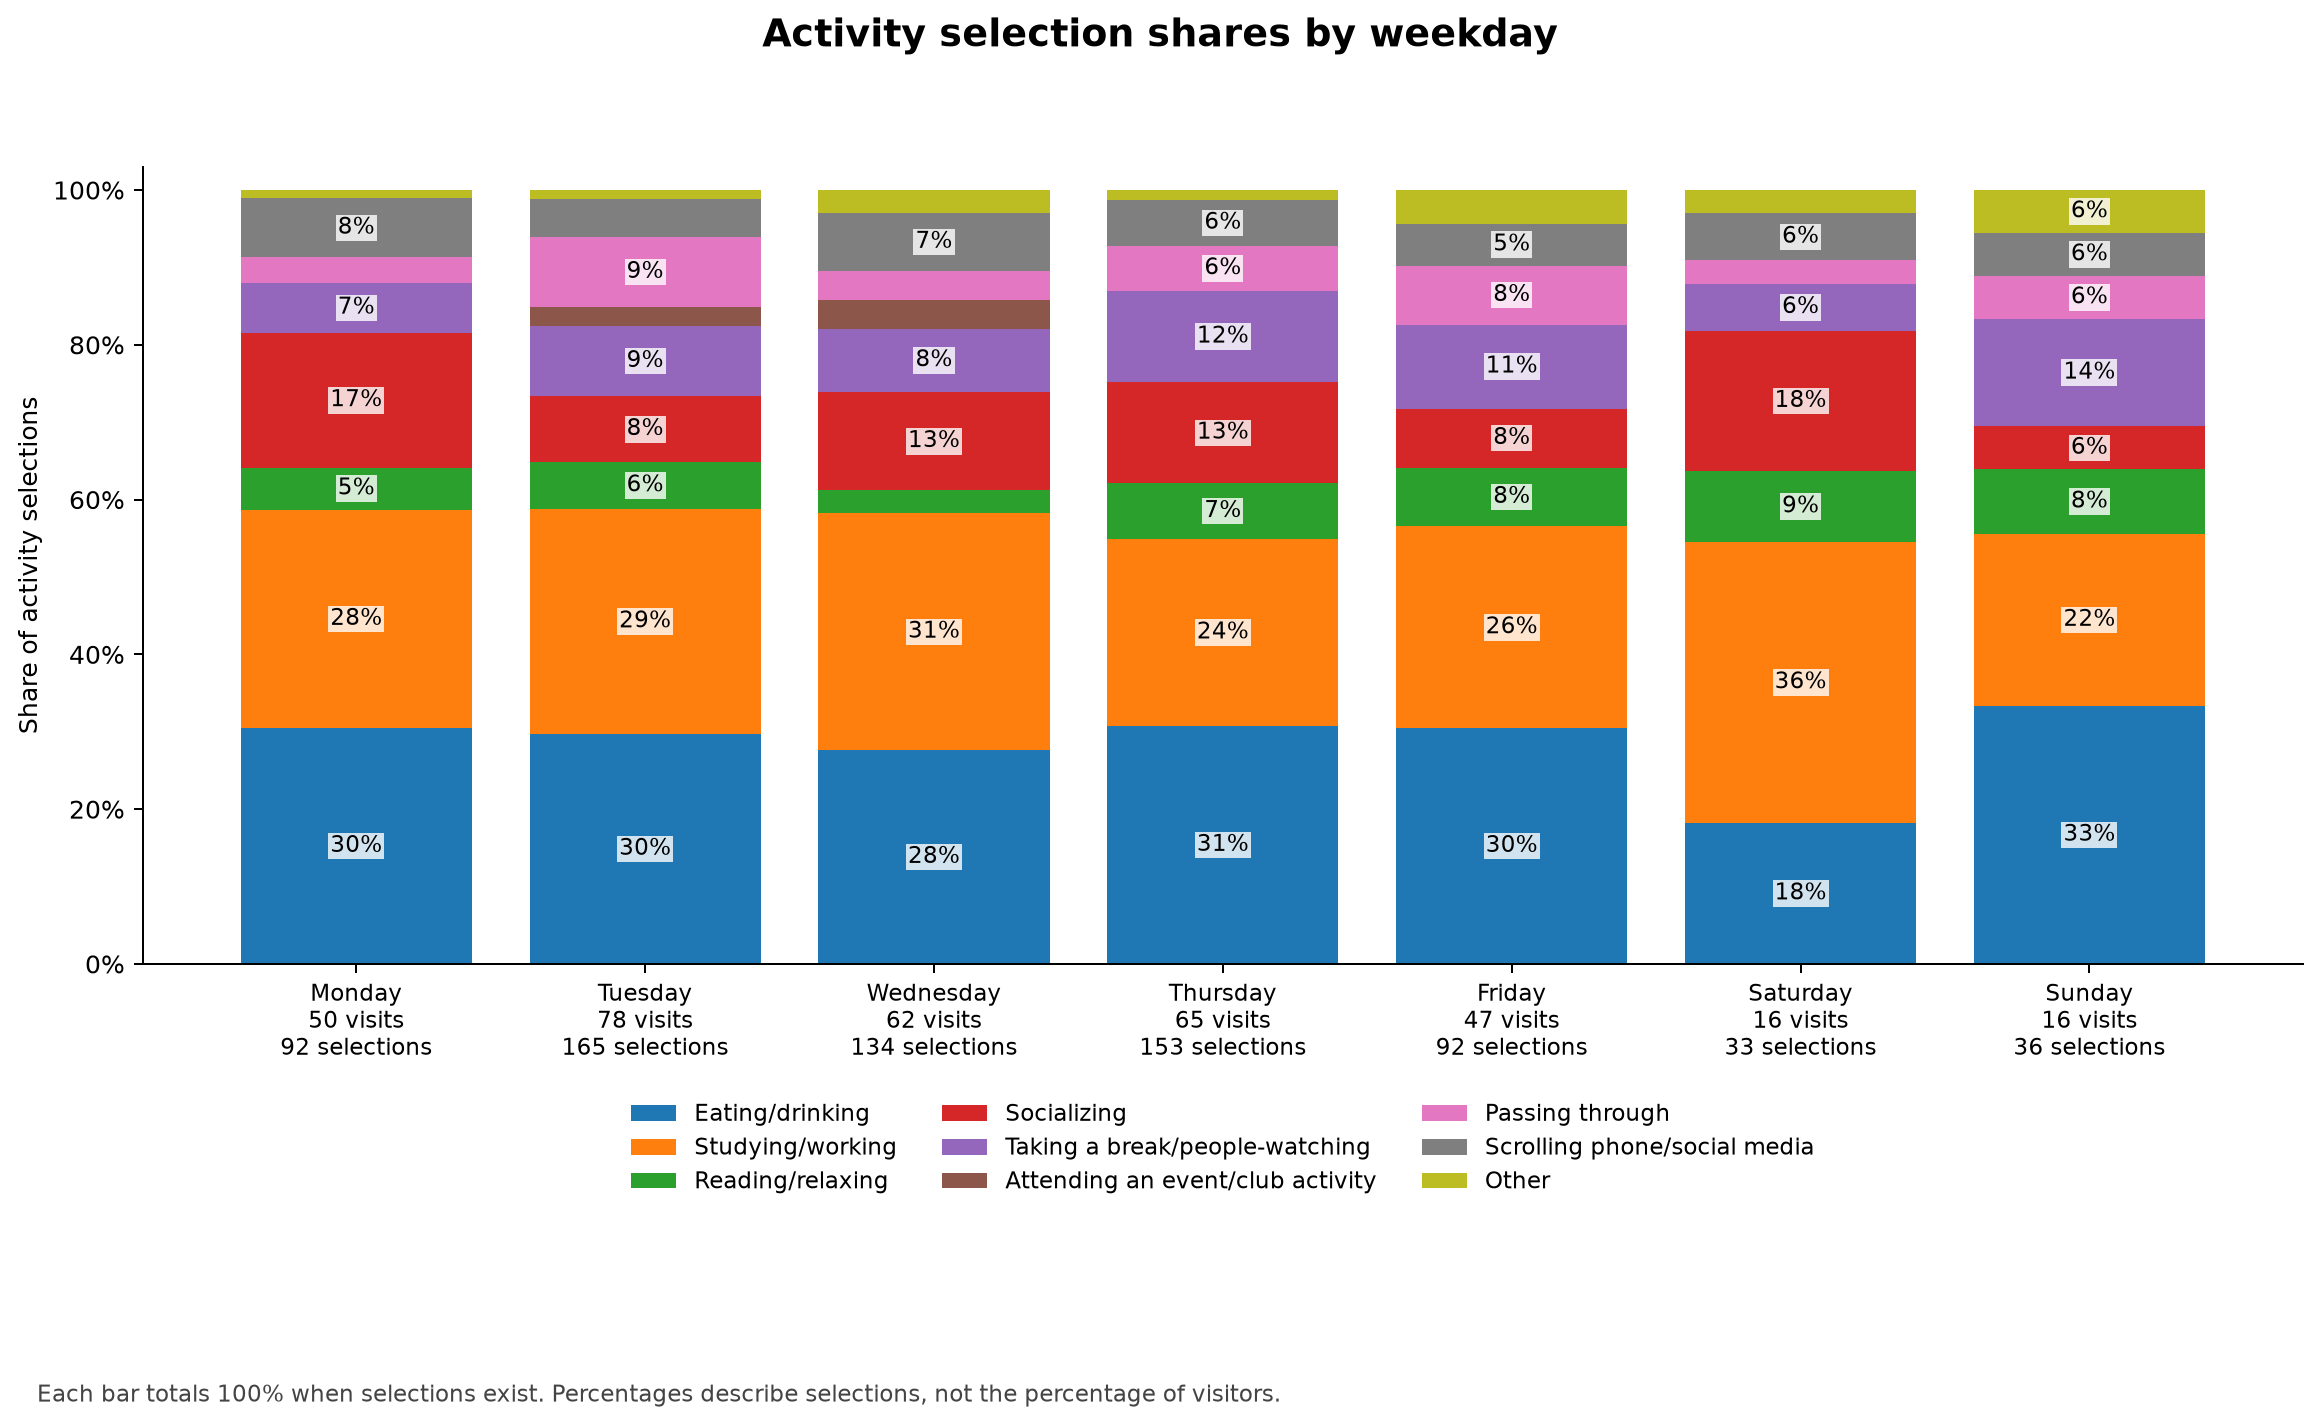 Activity selection shares by weekday
Share of activity selections
100%
80%
60%
40%
20%
0%
8%
7%
17%
5%
28%
30%
9%
9%
8%
6%
29%
30%
7%
8%
13%
31%
28%
6%
6%
12%
13%
7%
24%
31%
5%
8%
11%
8%
8%
26%
30%
6%
6%
18%
9%
36%
18%
6%
6%
6%
14%
6%
8%
22%
33%
Monday
50 visits
92 selections
Tuesday
78 visits
165 selections
Wednesday
62 visits
134 selections
Thursday
65 visits
153 selections
Friday
47 visits
92 selections
Saturday
16 visits
33 selections
Sunday
16 visits
36 selections
Eating/drinking
Studying/working
Reading/relaxing
Socializing
Taking a break/people-watching
Attending an event/club activity
Passing through
Scrolling phone/social media
Other
Each bar totals 100% when selections exist. Percentages describe selections, not the percentage of visitors.